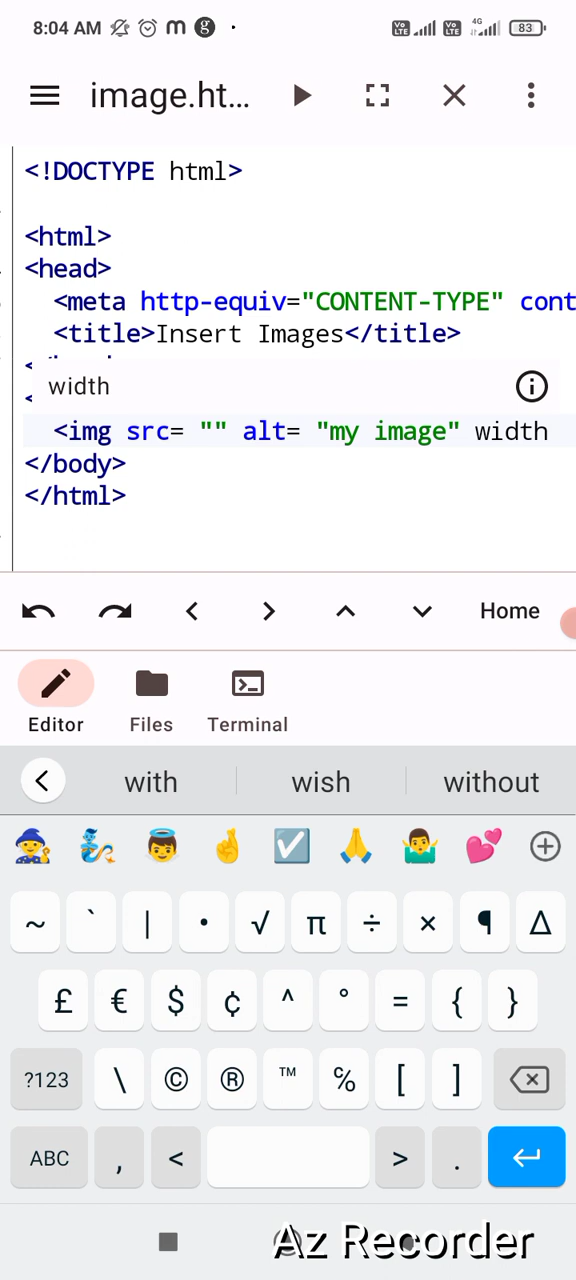 8:04 AM
4G
83
image.ht...
<!DOCTYPE html>
<html>
<head>
<meta http-equiv="CONTENT-TYPE" cont
<title>Insert Images</title>
width
<img src= "" alt= "my image" width
</body>
</html>
Home
Editor Files Terminal
with wish without
~ ` | • √ π ÷ × ¶ Δ
£ € $ ¢ ^ ° = { }
?123 \ © ® ™ ℅ [ ]
ABC , < > .
Az Recorder